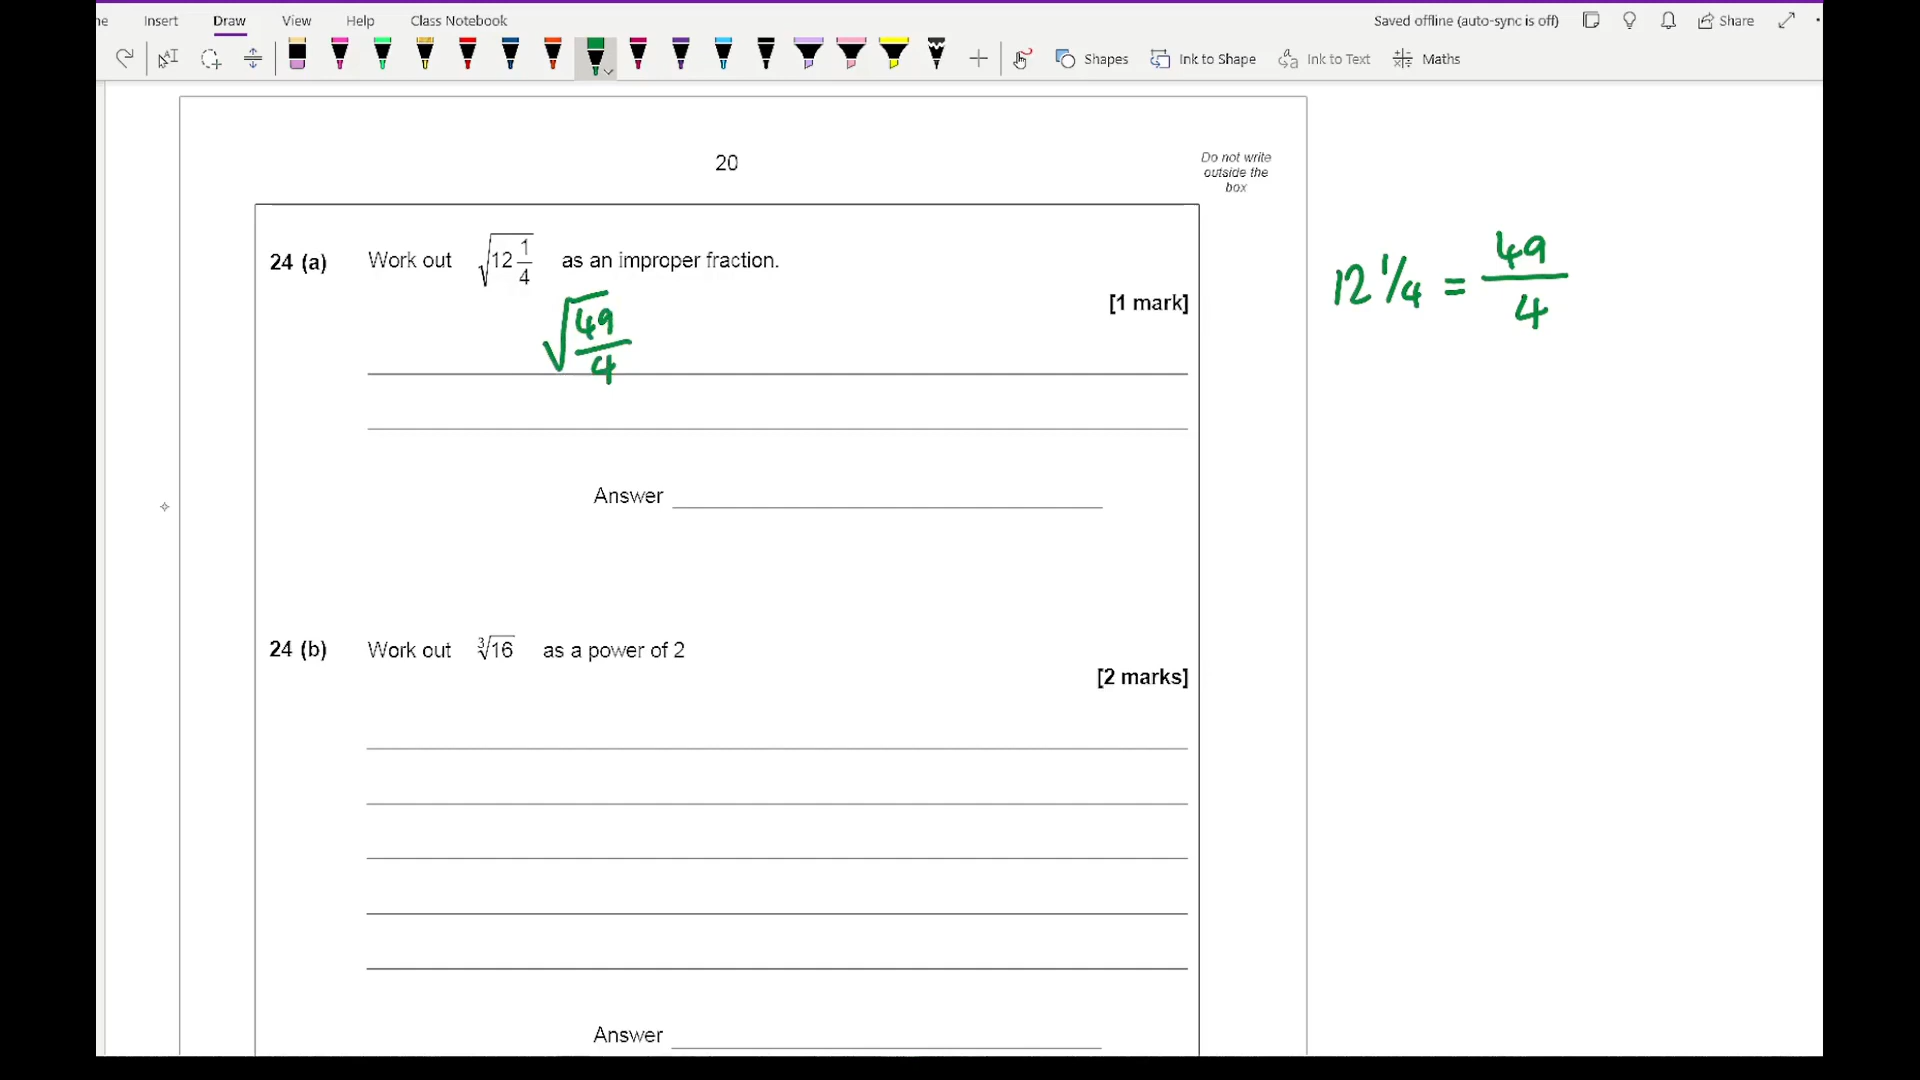 ne Insert Draw View Help Class Notebook Saved offline (auto-sync is off) Share
Shapes Ink to Shape Ink to Text Maths
20
Do not write
outside the
box
24 (a) Work out √12 1/4 as an improper fraction.
[1 mark]
√49/4
12 1/4 = 49/4
Answer
24 (b) Work out ³√16 as a power of 2
[2 marks]
Answer